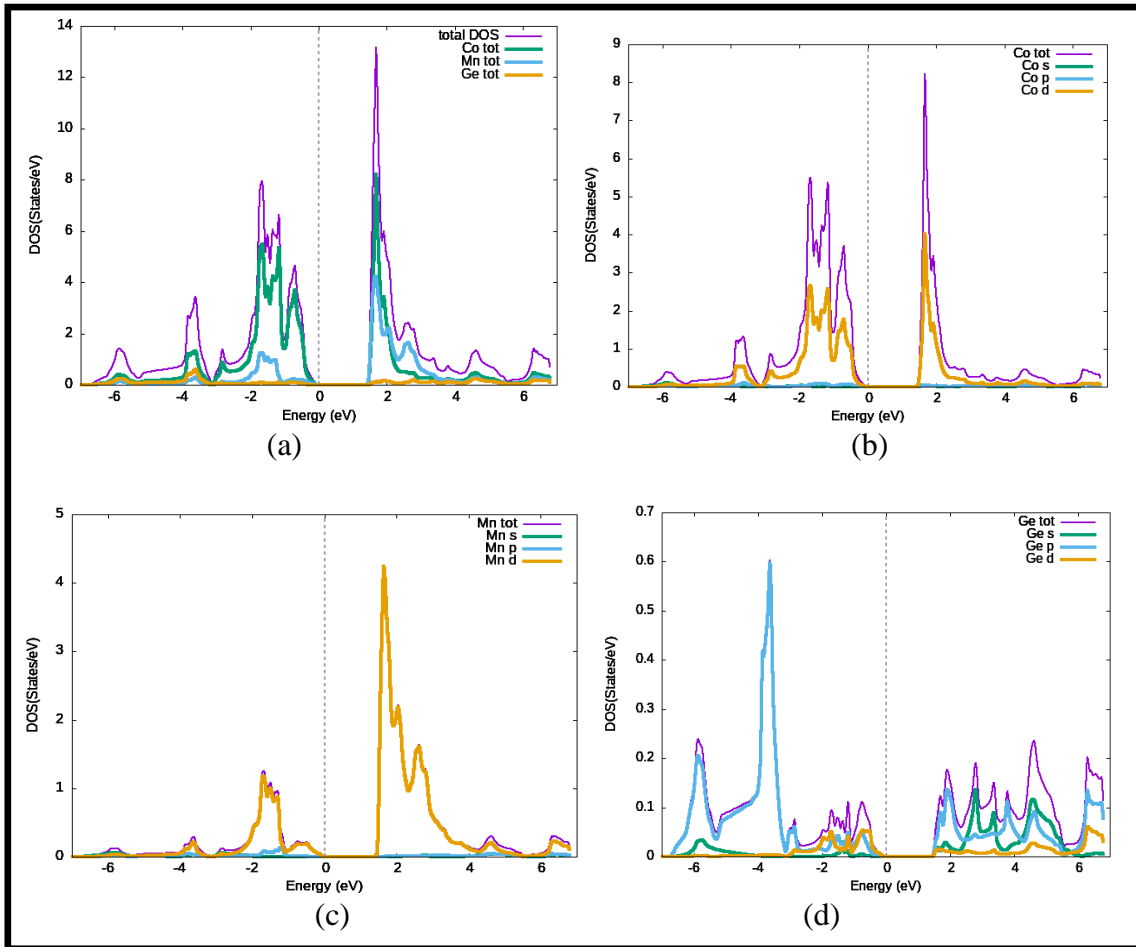 14
12
10
8
6
4
2
0
DOS(States/eV)
total DOS
Co tot
Mn tot
Ge tot
-6 -4 -2 0 2 4 6
Energy (eV)
(a)
9
8
7
6
5
4
3
2
1
0
DOS(States/eV)
Co tot
Co s
Co p
Co d
-6 -4 -2 0 2 4 6
Energy (eV)
(b)
5
4
3
2
1
0
DOS(States/eV)
Mn tot
Mn s
Mn p
Mn d
-6 -4 -2 0 2 4 6
Energy (eV)
(c)
0.7
0.6
0.5
0.4
0.3
0.2
0.1
0
DOS(States/eV)
Ge tot
Ge s
Ge p
Ge d
-6 -4 -2 0 2 4 6
Energy (eV)
(d)